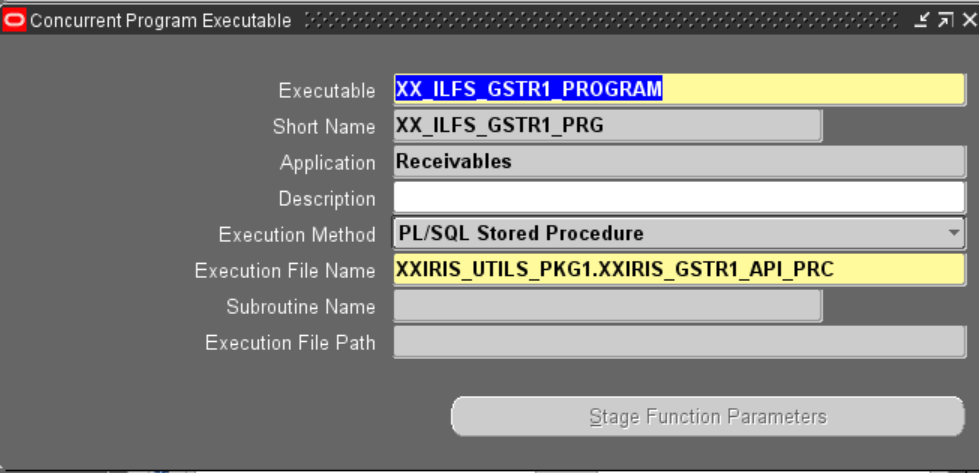 Concurrent Program Executable
Executable XX_ILFS_GSTR1_PROGRAM
Short Name XX_ILFS_GSTR1_PRG
Application Receivables
Description
Execution Method PL/SQL Stored Procedure
Execution File Name XXIRIS_UTILS_PKG1.XXIRIS_GSTR1_API_PRC
Subroutine Name
Execution File Path
Stage Function Parameters